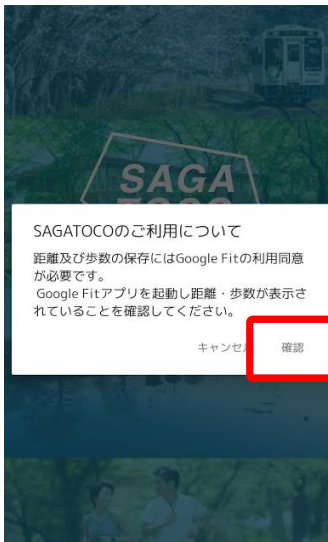 SAGA
TOCO
SAGATOCOのご利用について
距離及び歩数の保存にはGoogle Fitの利用同意
が必要です。
Google Fitアプリを起動し距離・歩数が表示さ
れていることを確認してください。
キャンセル
確認